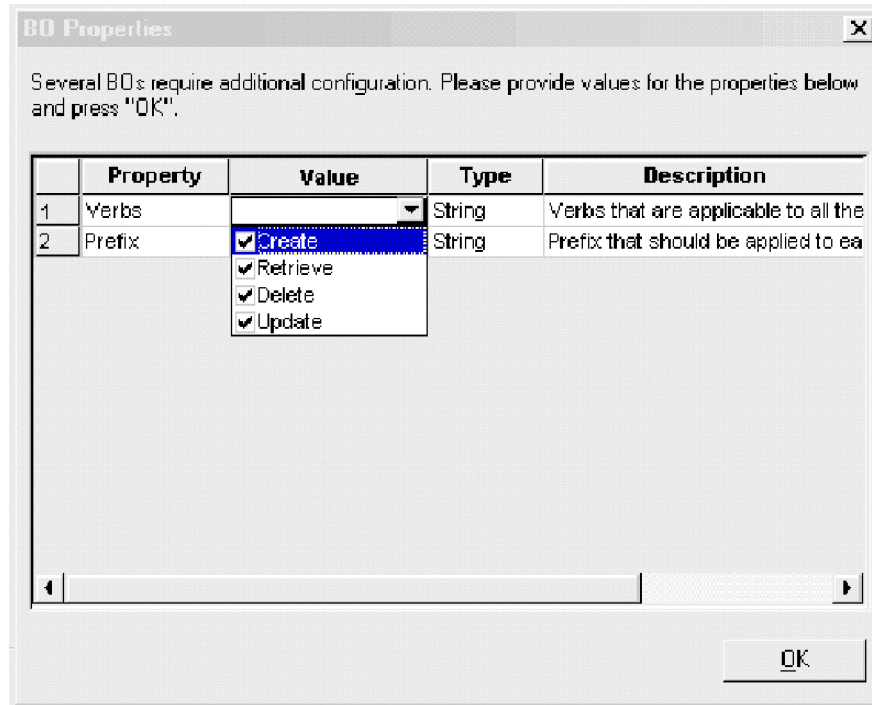 BO Properties
Several BOs require additional configuration. Please provide values for the properties below
and press "OK".
Property Value Type Description
1 Verbs String Verbs that are applicable to all the
2 Prefix String Prefix that should be applied to ea
Create
Retrieve
Delete
Update
OK